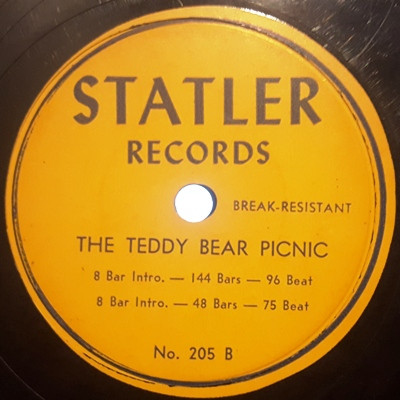 STATLER
RECORDS
BREAK-RESISTANT
THE TEDDY BEAR PICNIC
8 Bar Intro. — 144 Bars — 96 Beat
8 Bar Intro. — 48 Bars — 75 Beat
No. 205 B